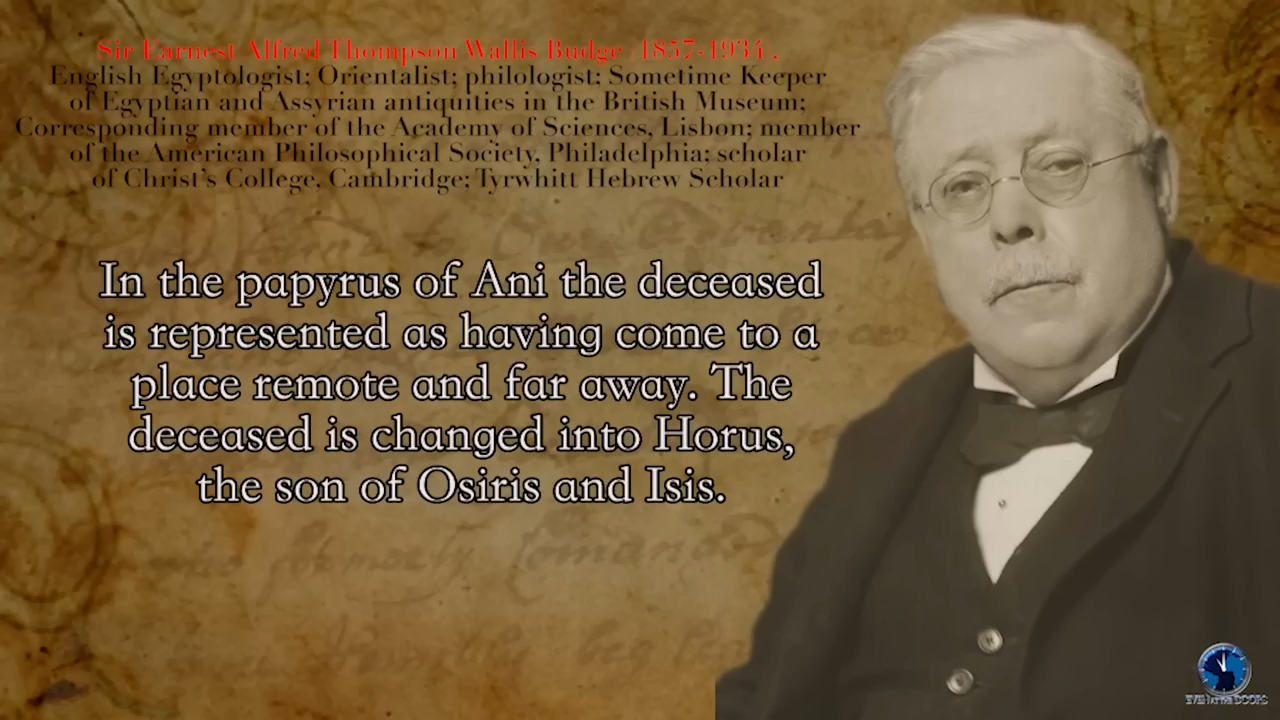 Sir Earnest Alfred Thompson Wallis Budge (1857-1934).
English Egyptologist; Orientalist; philologist; Sometime Keeper
of Egyptian and Assyrian antiquities in the British Museum;
Corresponding member of the Academy of Sciences, Lisbon; member
of the American Philosophical Society, Philadelphia; scholar
of Christ's College, Cambridge; Tyrwhitt Hebrew Scholar
In the papyrus of Ani the deceased
is represented as having come to a
place remote and far away. The
deceased is changed into Horus,
the son of Osiris and Isis.
EVEN AT THE DOORS